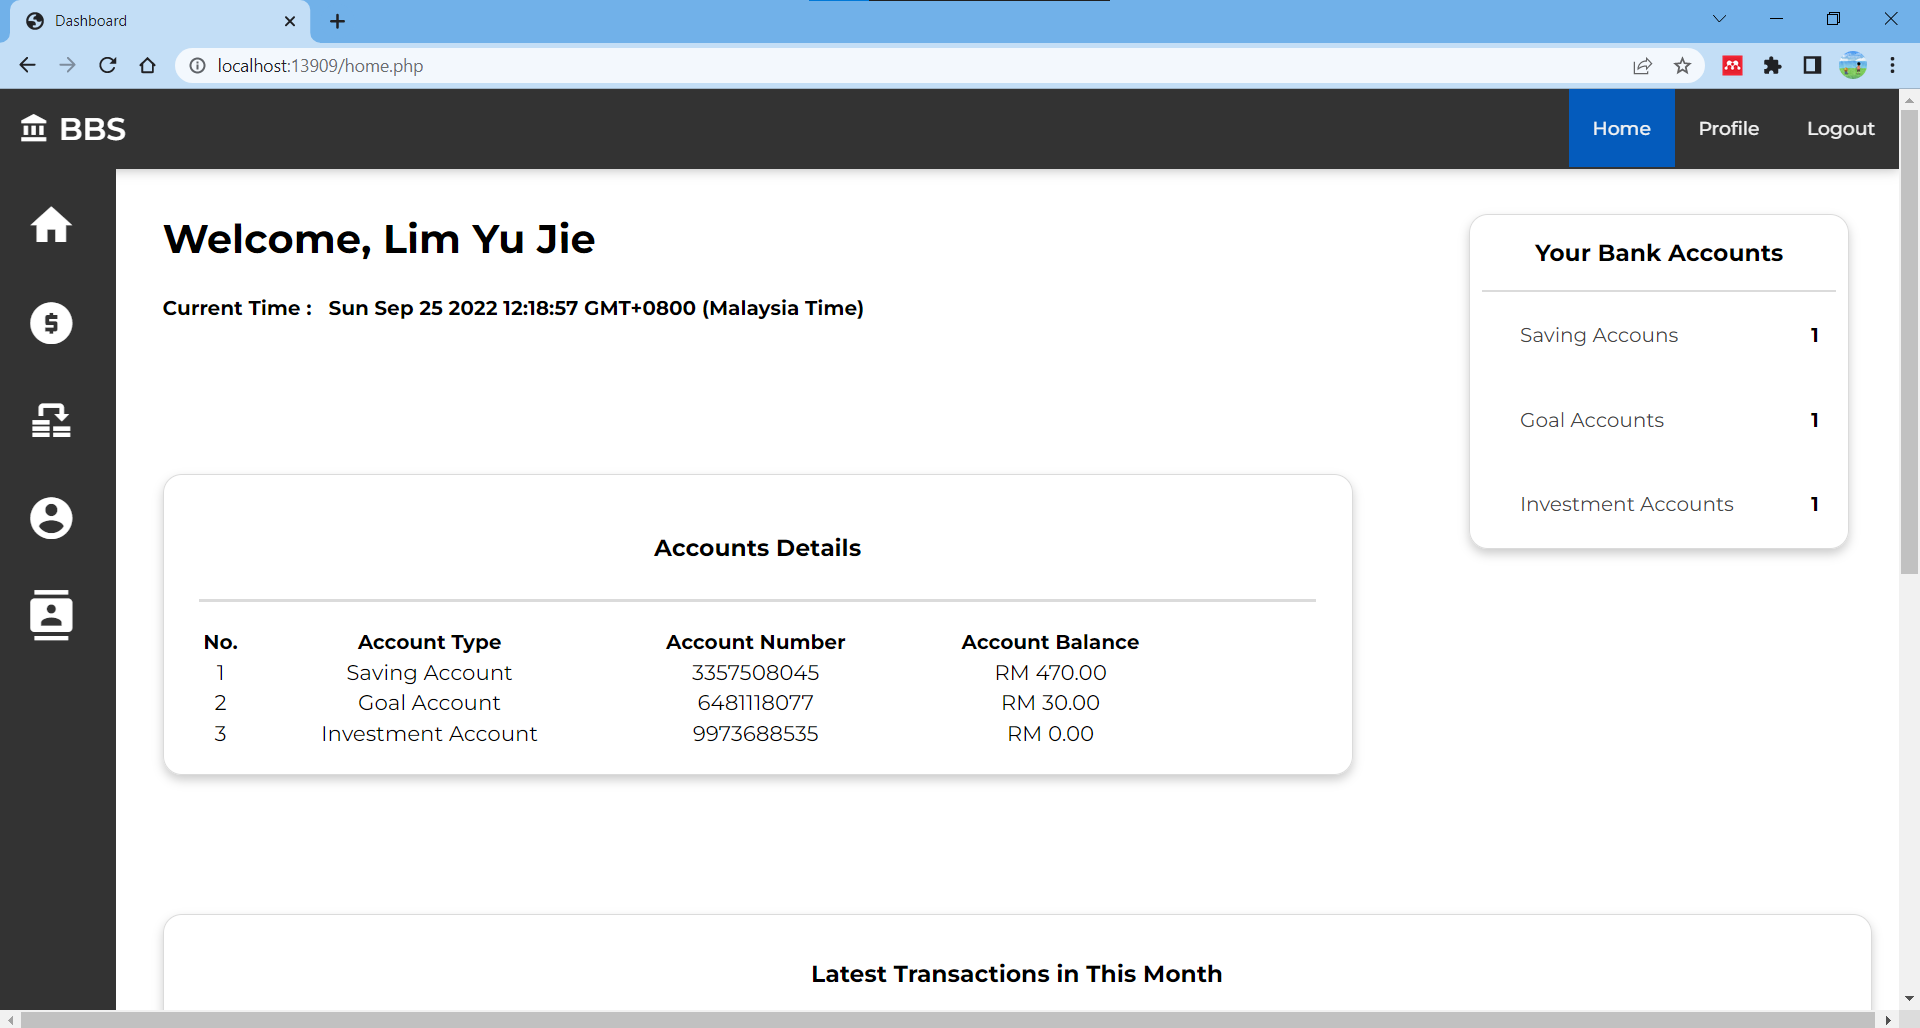 Dashboard
localhost:13909/home.php
BBS
Home
Profile
Logout
Welcome, Lim Yu Jie
Current Time : Sun Sep 25 2022 12:18:57 GMT+0800 (Malaysia Time)
Your Bank Accounts
Saving Accouns 1
Goal Accounts 1
Investment Accounts 1
Accounts Details
No. Account Type Account Number Account Balance
1 Saving Account 3357508045 RM 470.00
2 Goal Account 6481118077 RM 30.00
3 Investment Account 9973688535 RM 0.00
Latest Transactions in This Month